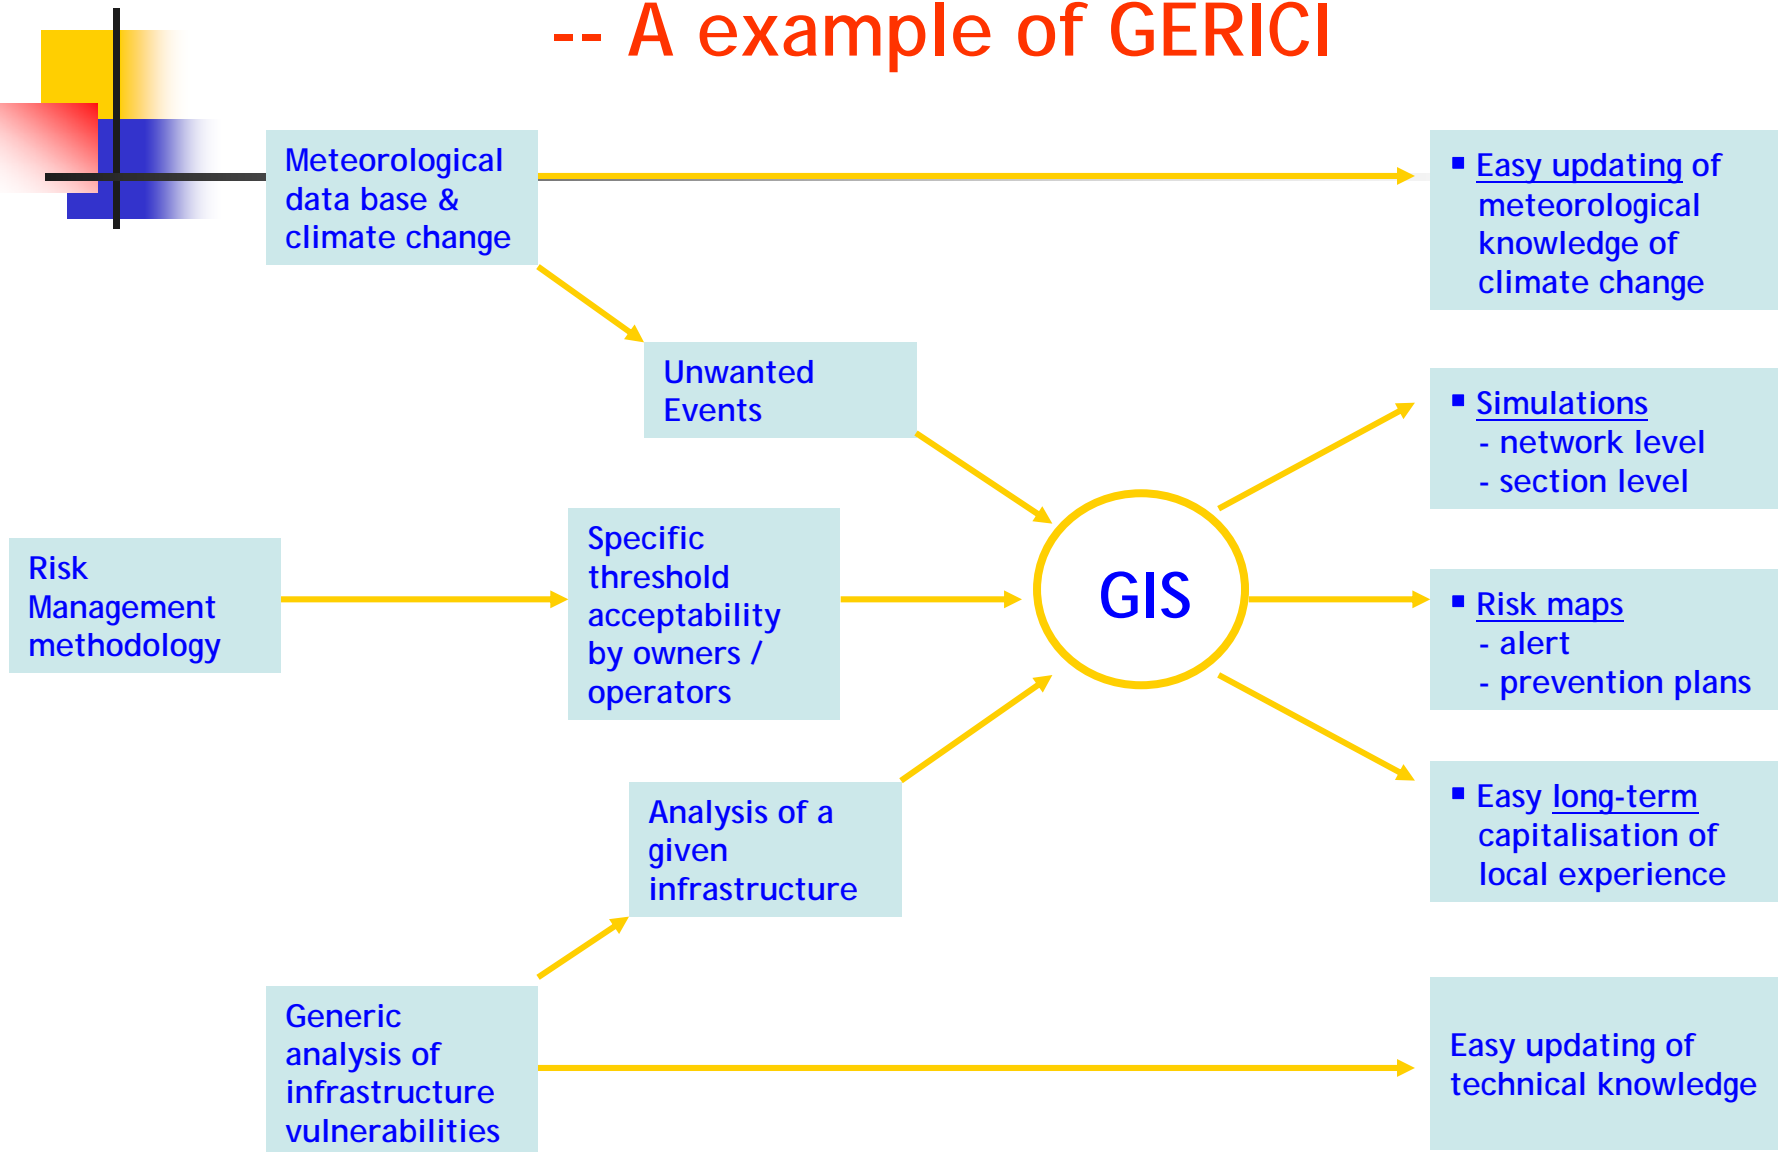 -- A example of GERICI
Meteorological
data base &
climate change
▪ Easy updating of
meteorological
knowledge of
climate change
Unwanted
Events
▪ Simulations
- network level
- section level
Risk
Management
methodology
Specific
threshold
acceptability
by owners /
operators
GIS
▪ Risk maps
- alert
- prevention plans
Analysis of a
given
infrastructure
▪ Easy long-term
capitalisation of
local experience
Generic
analysis of
infrastructure
vulnerabilities
Easy updating of
technical knowledge